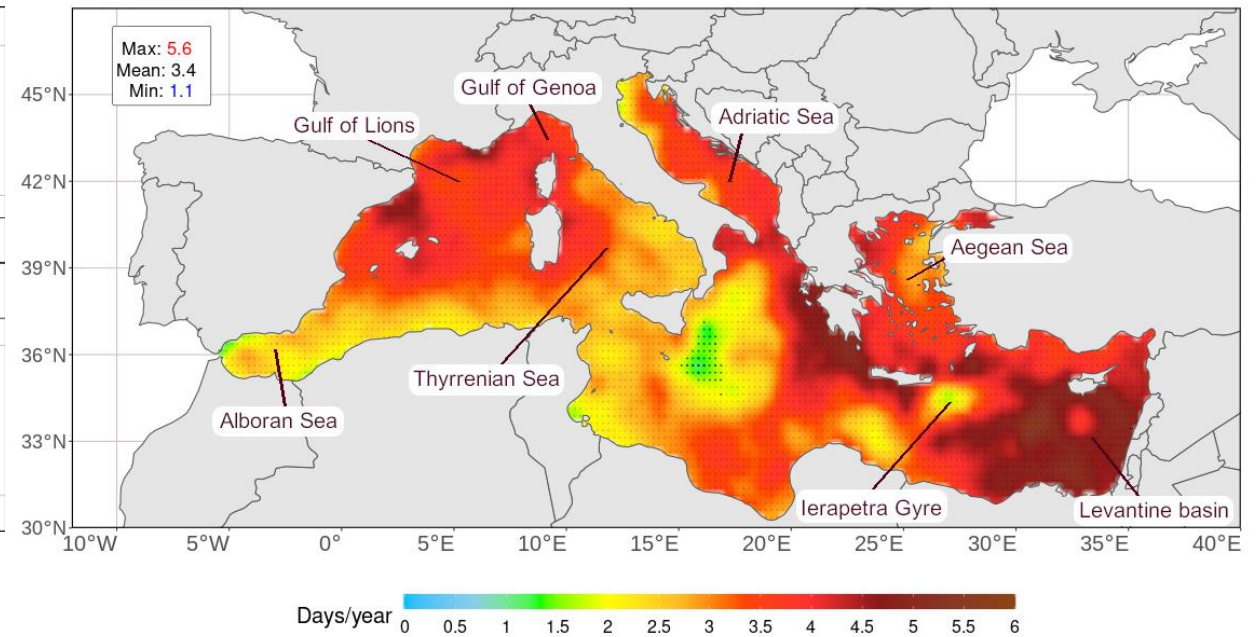 Max: 5.6
Mean: 3.4
Min: 1.1
Gulf of Genoa
Gulf of Lions
Adriatic Sea
Aegean Sea
Thyrrenian Sea
Alboran Sea
Ierapetra Gyre
Levantine basin
45°N
42°N
39°N
36°N
33°N
30°N
10°W 5°W 0° 5°E 10°E 15°E 20°E 25°E 30°E 35°E 40°E
Days/year
0 0.5 1 1.5 2 2.5 3 3.5 4 4.5 5 5.5 6